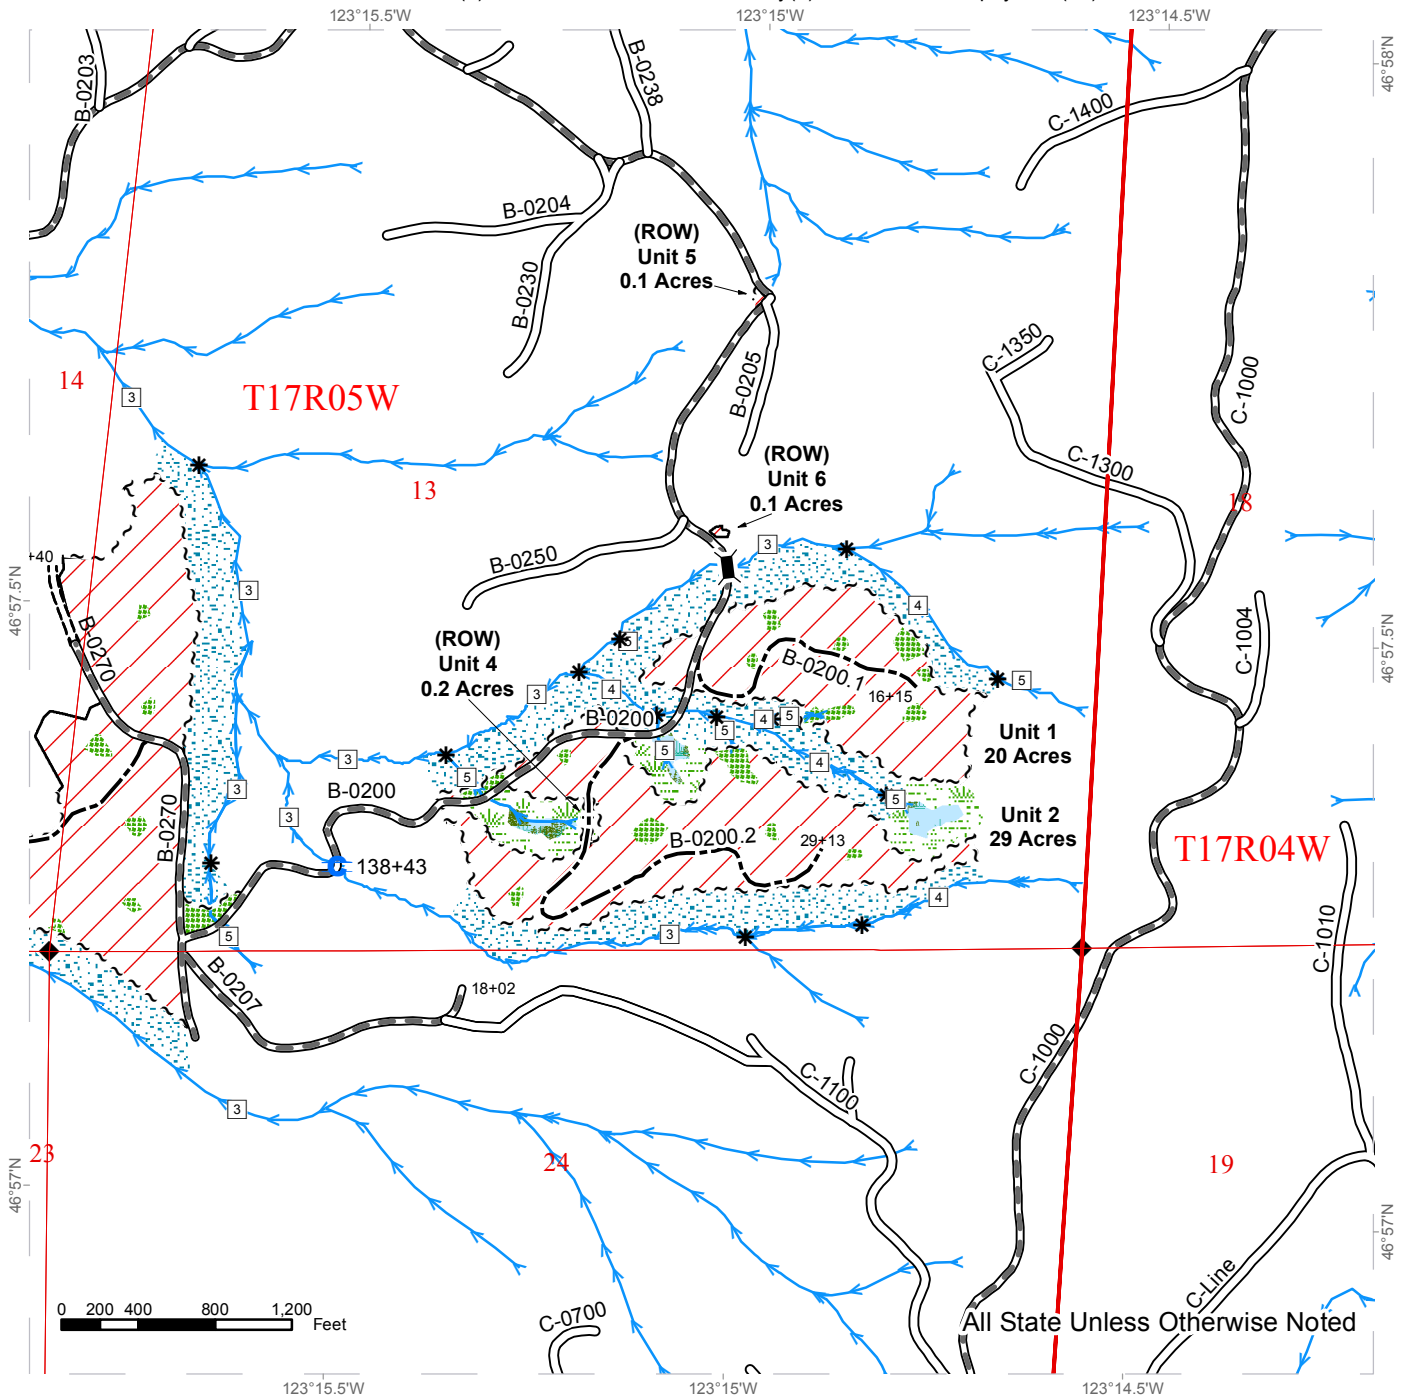 123°15.5'W
123°15'W
123°14.5'W
46°58'N
B-0203
B-0238
C-1400
B-0204
(ROW)
Unit 5
0.1 Acres
B-0230
B-0205
C-1350
C-1000
14
3
T17R05W
C-1300
(ROW)
Unit 6
0.1 Acres
13
18
3
+40
B-0250
46°57.5'N
3
4
46°57.5'N
5
C-1004
B-0270
(ROW)
Unit 4
0.2 Acres
B-0200.1
16+15
5
3
4
B-0200
4
5
5
Unit 1
20 Acres
3
5
4
5
3
B-0200
3
5
Unit 2
29 Acres
B-0270
B-0200.2
29+13
T17R04W
138+43
4
3
5
C-1010
B-0207
18+02
C-1000
C-1100
3
23
24
19
46°57'N
46°57'N
C-Line
0 200 400 800 1,200
Feet
C-0700
All State Unless Otherwise Noted
123°15.5'W
123°15'W
123°14.5'W